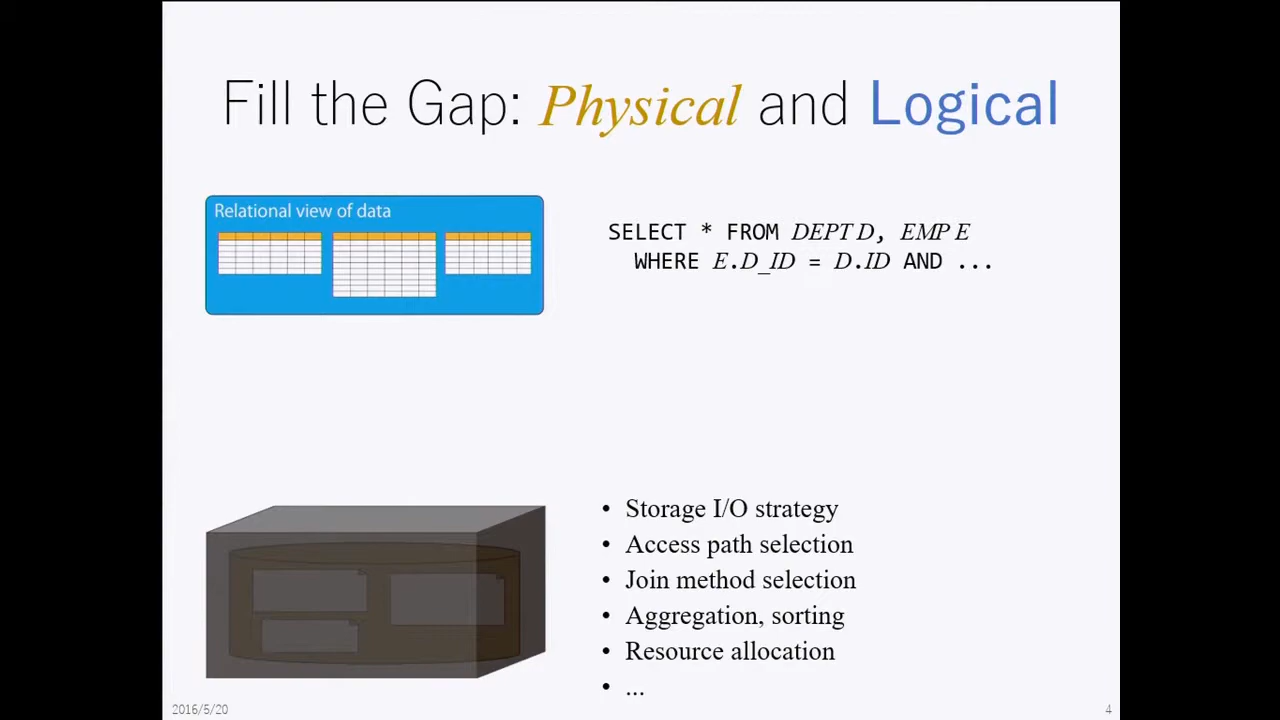 Fill the Gap: Physical and Logical
Relational view of data
SELECT * FROM DEPT D, EMP E
WHERE E.D_ID = D.ID AND ...
• Storage I/O strategy
• Access path selection
• Join method selection
• Aggregation, sorting
• Resource allocation
• ...
2016/5/20
4